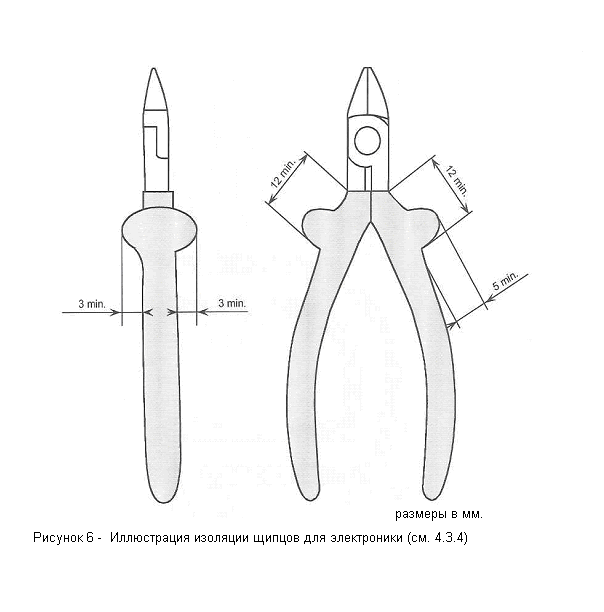 12 min.
12 min.
5 min.
3 min.
3 min.
размеры в мм.
Рисунок 6 - Иллюстрация изоляции щипцов для электроники (см. 4.3.4)